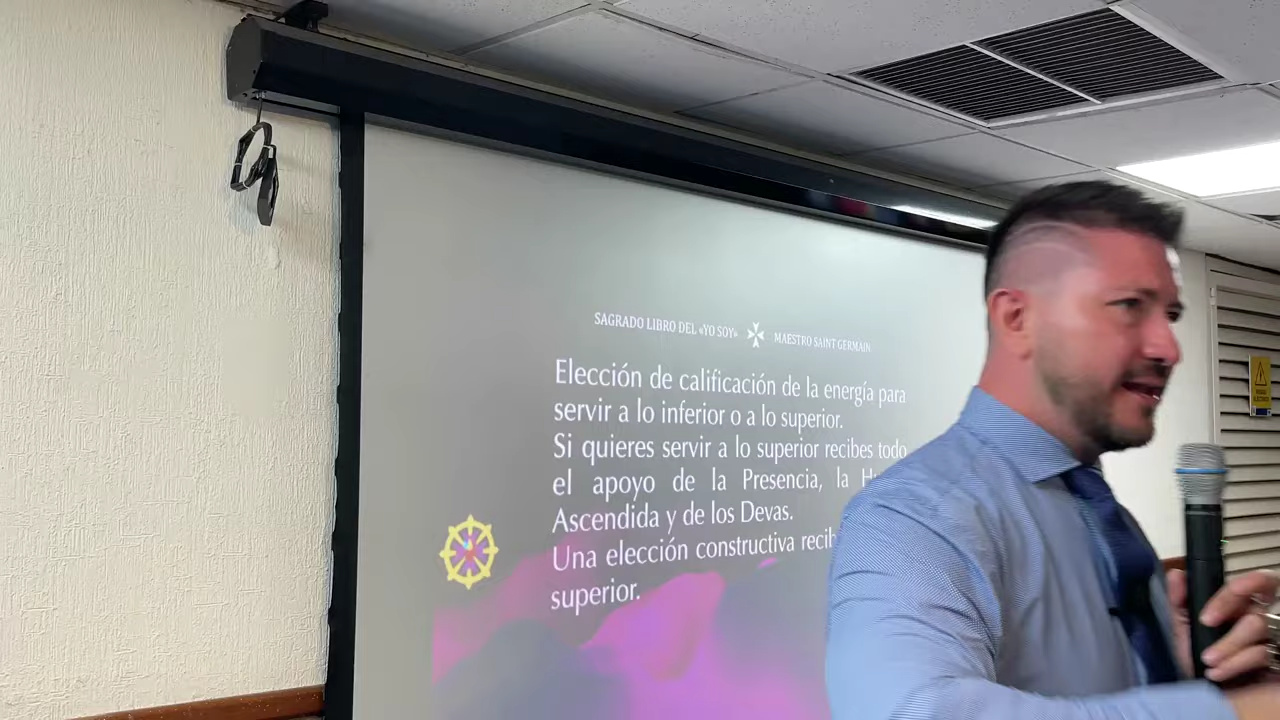 SAGRADO LIBRO DEL «YO SOY» MAESTRO SAINT GERMAIN
Elección de calificación de la energía para
servir a lo inferior o a lo superior.
Si quieres servir a lo superior recibes todo
el apoyo de la Presencia, la
Ascendida y de los Devas.
Una elección constructiva
superior.